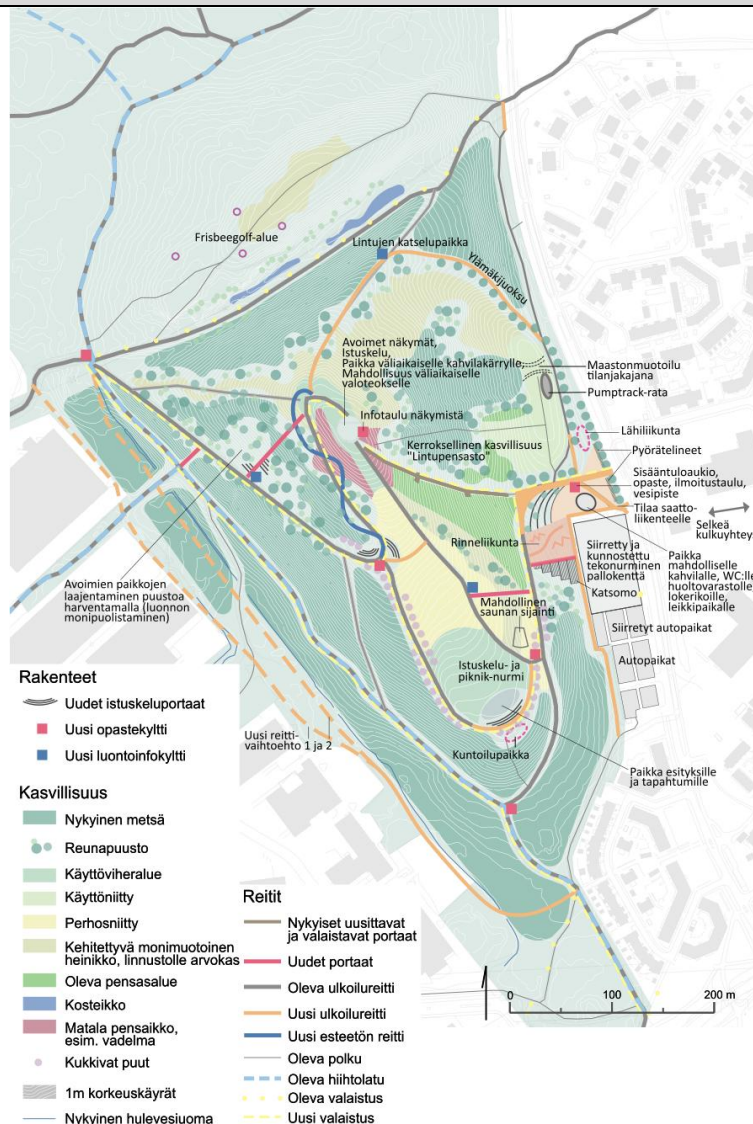 Frisbeegolf-alue
Lintujen katselupaikka
Ylämäkijuoksu
Avoimet näkymät,
Istuskelu,
Paikka väliaikaiselle kahvilakärrylle,
Mahdollisuus väliaikaiselle
valoteokselle
Infotaulu näkymistä
Kerroksellinen kasvillisuus
"Lintupensasto"
Maastonmuotoilu
tilanjakajana
Pumptrack-rata
Lähiliikunta
Pyörätelineet
Sisääntuloaukio,
opaste, ilmoitustaulu,
vesipiste
Tilaa saatto-
liikenteelle
Selkeä
kulkuyhteys
Rinneliikunta
Siirretty ja
kunnostettu
tekonurminen
pallokenttä
Paikka
mahdolliselle
kahvilalle, WC:lle
huoltovarastolle
lokerikoille,
leikkipaikalle
Katsomo
Avoimien paikkojen
laajentaminen puustoa
harventamalla (luonnon
monipuolistaminen)
Mahdollinen
saunan sijainti
Siirretyt autopaikat
Autopaikat
Istuskelu- ja
piknik-nurmi
Uusi reitti-
vaihtoehto 1 ja 2
Kuntoilupaikka
Paikka esityksille
ja tapahtumille
Rakenteet
Uudet istuskeluportaat
Uusi opastekyltti
Uusi luontoinfokyltti
Kasvillisuus
Nykyinen metsä
Reunapuusto
Käyttöviheralue
Käyttöniitty
Perhosniitty
Kehitettyvä monimuotoinen
heinikko, linnustolle arvokas
Oleva pensasalue
Kosteikko
Matala pensaikko,
esim. vadelma
Kukkivat puut
1m korkeuskäyrät
Nykyinen hulevesiuoma
Reitit
Nykyiset uusittavat
ja valaistavat portaat
Uudet portaat
Oleva ulkoilureitti
Uusi ulkoilureitti
Uusi esteetön reitti
Oleva polku
Oleva hiihtolatu
Oleva valaistus
Uusi valaistus
0 100 200 m